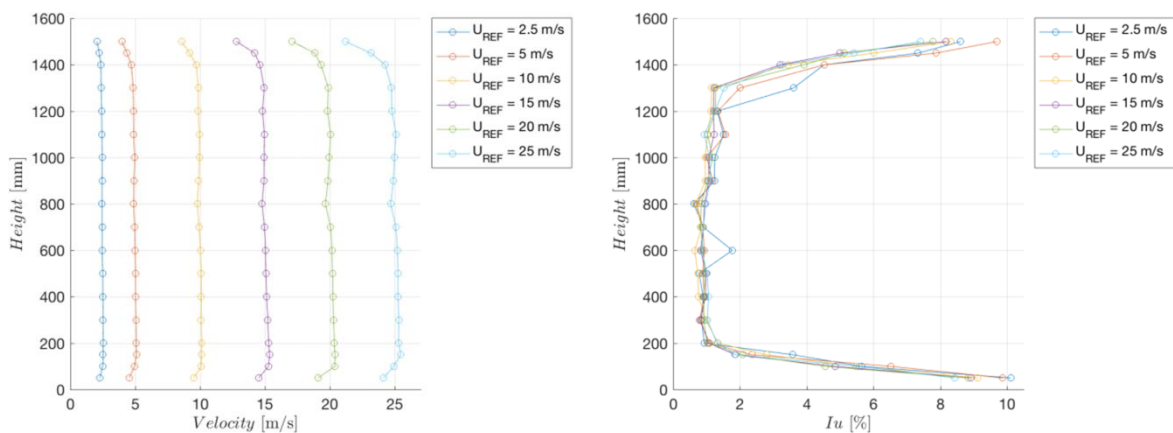 1600
1400
1200
1000
800
600
400
200
0
Height [mm]
0 5 10 15 20 25
Velocity [m/s]
U_REF = 2.5 m/s
U_REF = 5 m/s
U_REF = 10 m/s
U_REF = 15 m/s
U_REF = 20 m/s
U_REF = 25 m/s
1600
1400
1200
1000
800
600
400
200
0
Height [mm]
0 2 4 6 8 10
Iu [%]
U_REF = 2.5 m/s
U_REF = 5 m/s
U_REF = 10 m/s
U_REF = 15 m/s
U_REF = 20 m/s
U_REF = 25 m/s